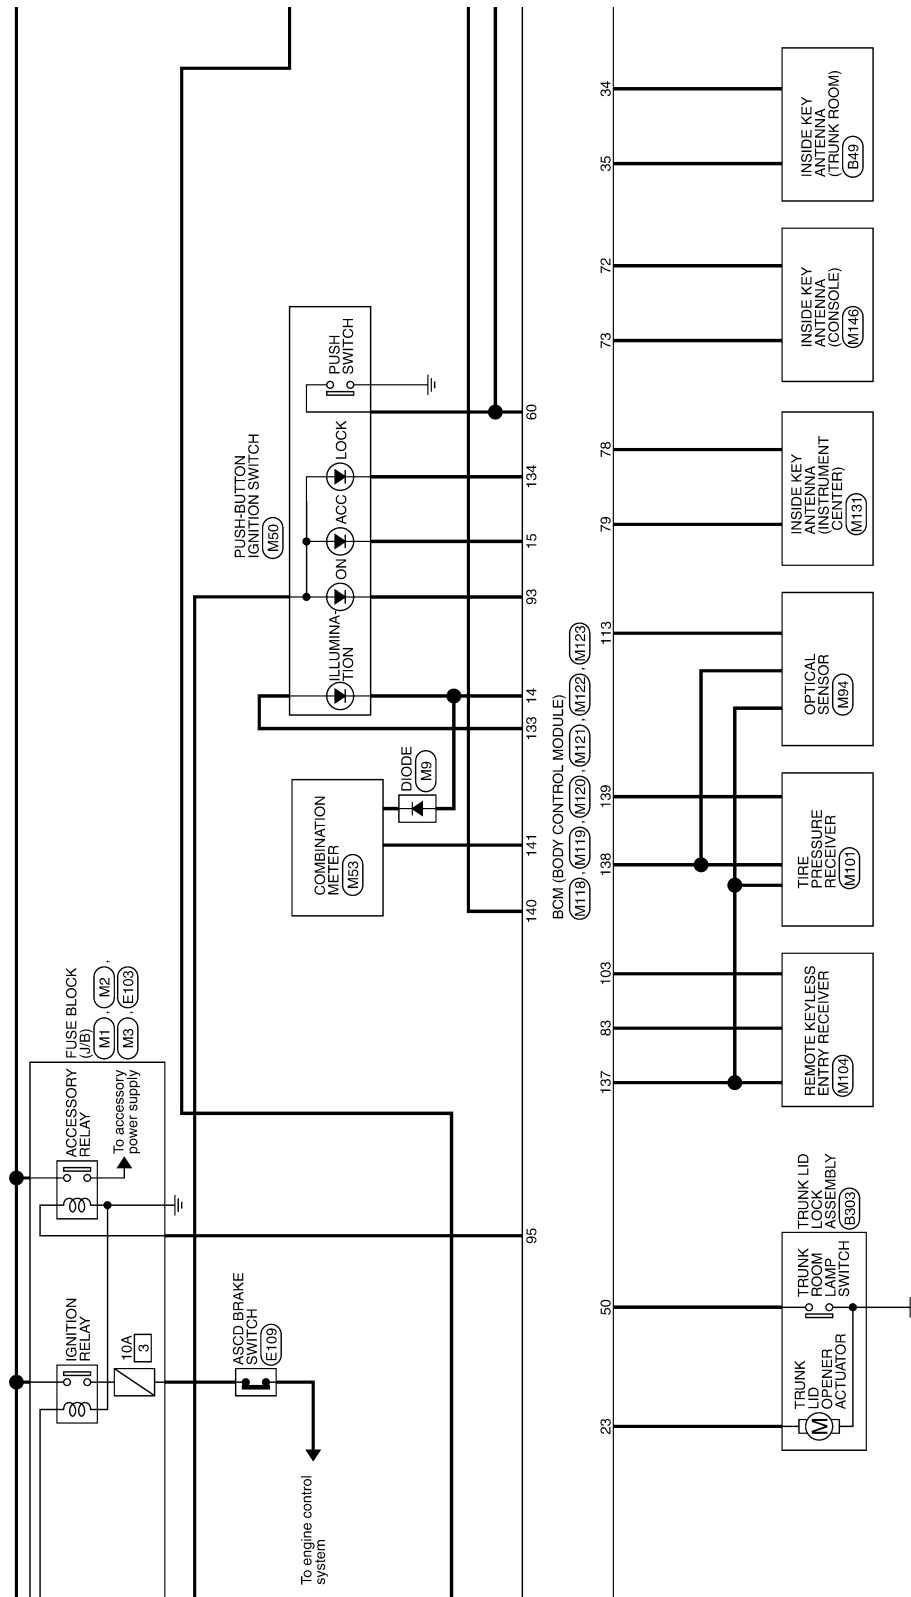 34
35
INSIDE KEY
ANTENNA
(TRUNK ROOM)
B49
72
73
INSIDE KEY
ANTENNA
(CONSOLE)
M146
78
79
INSIDE KEY
ANTENNA
(INSTRUMENT
CENTER)
M131
PUSH-BUTTON
IGNITION SWITCH
M50
PUSH
SWITCH
LOCK
ACC
ON
ILLUMINA-
TION
60
134
15
93
14
133
141
140
95
DIODE
M9
COMBINATION
METER
M53
BCM (BODY CONTROL MODULE)
M118 , M119 , M120 , M121 , M122 , M123
113
OPTICAL
SENSOR
M94
139
138
TIRE
PRESSURE
RECEIVER
M101
103
83
137
REMOTE KEYLESS
ENTRY RECEIVER
M104
FUSE BLOCK
(J/B)
M1 , M2 ,
M3 , E103
ACCESSORY
RELAY
To accessory
power supply
IGNITION
RELAY
10A
3
ASCD BRAKE
SWITCH
E109
To engine control
system
TRUNK LID
LOCK
ASSEMBLY
B303
50
TRUNK
ROOM
LAMP
SWITCH
23
TRUNK
LID
OPENER
ACTUATOR
M